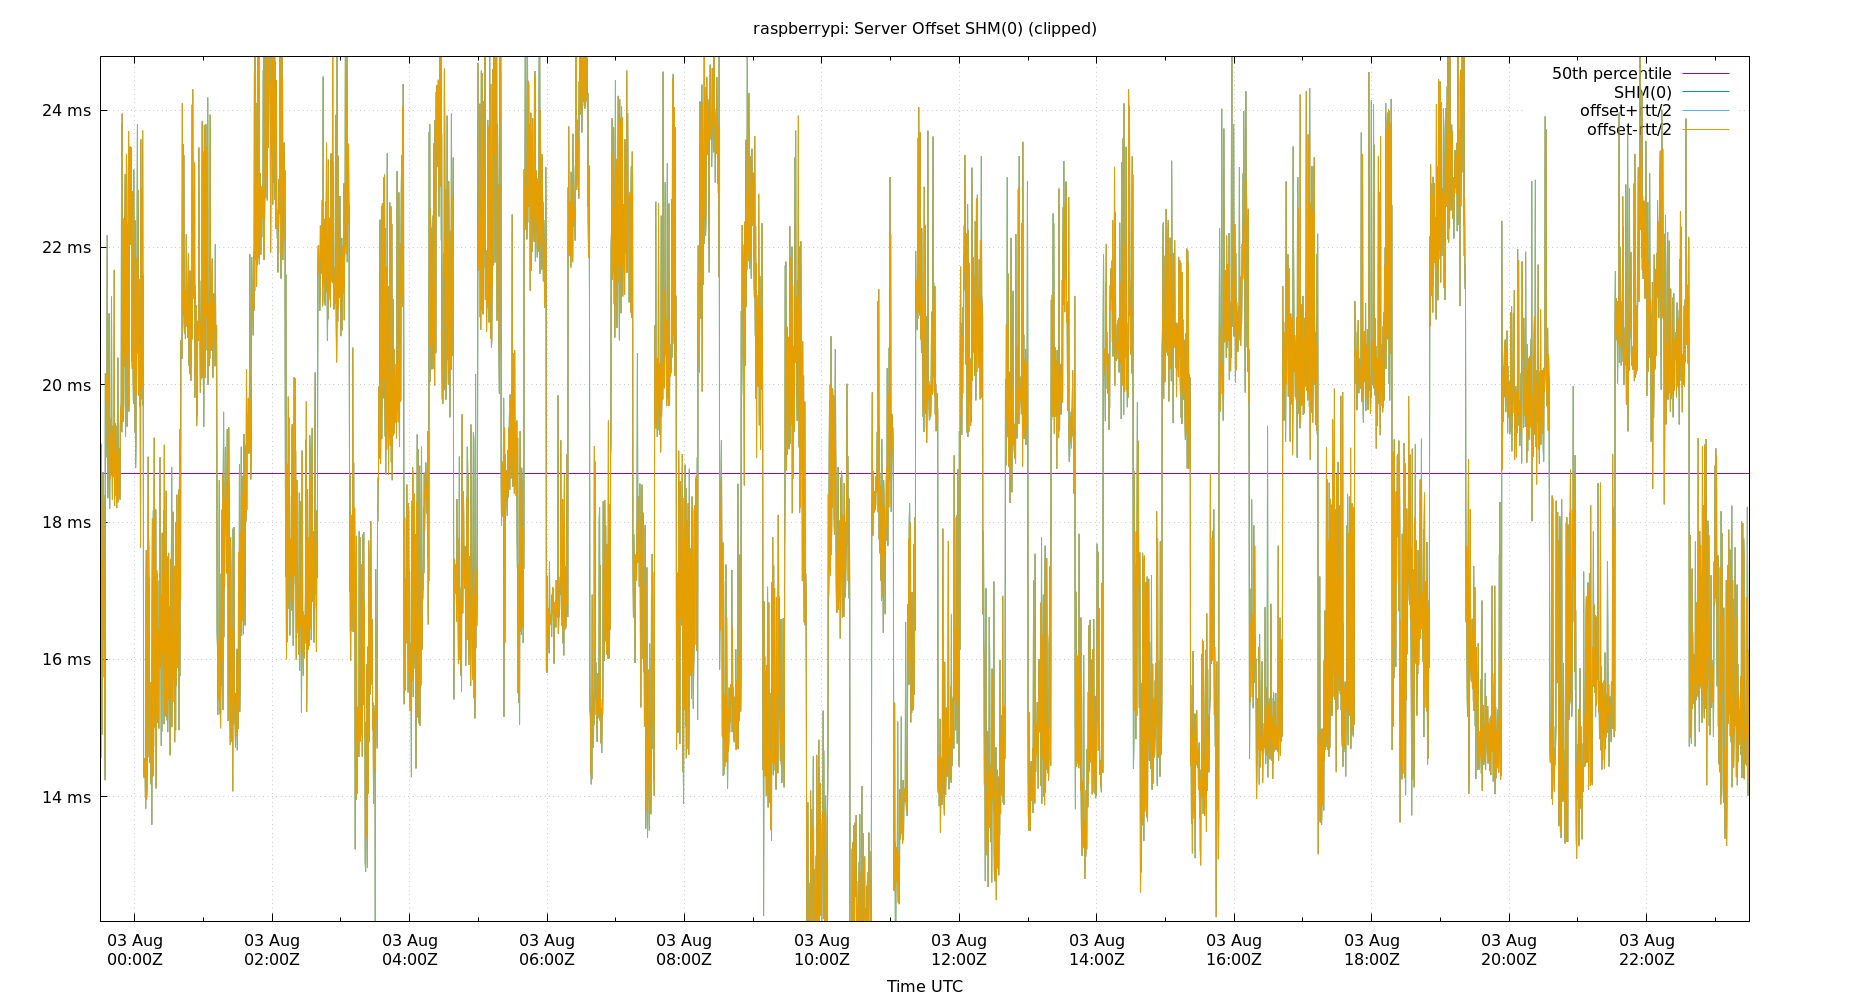 raspberrypi: Server Offset SHM(0) (clipped)
50th percentile
SHM(0)
offset+rtt/2
offset-rtt/2
24 ms
22 ms
20 ms
18 ms
16 ms
14 ms
03 Aug 03 Aug 03 Aug 03 Aug 03 Aug 03 Aug 03 Aug 03 Aug 03 Aug 03 Aug 03 Aug 03 Aug
00:00Z 02:00Z 04:00Z 06:00Z 08:00Z 10:00Z 12:00Z 14:00Z 16:00Z 18:00Z 20:00Z 22:00Z
Time UTC